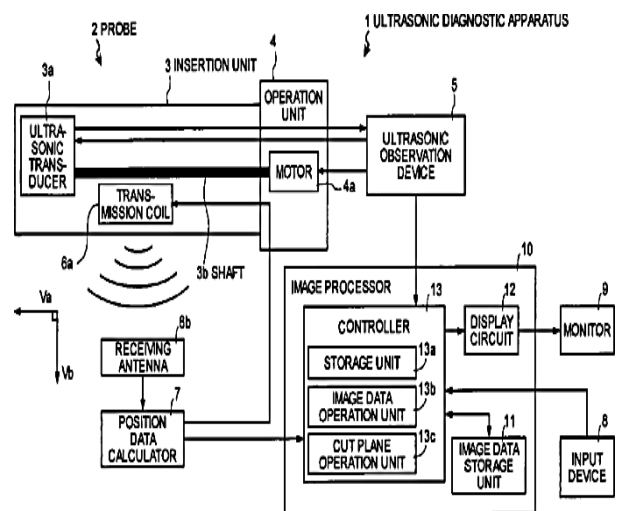 1 ULTRASONIC DIAGNOSTIC APPARATUS
2 PROBE
3 INSERTION UNIT
4
3a
OPERATION
UNIT
5
ULTRA-
SONIC
TRANS-
DUCER
ULTRASONIC
OBSERVATION
DEVICE
MOTOR
4a
TRANS-
MISSION COIL
6a
3b SHAFT
10
IMAGE PROCESSOR
13
12
9
CONTROLLER
DISPLAY
CIRCUIT
MONITOR
Va
Vb
6b
RECEIVING
ANTENNA
STORAGE UNIT
13a
IMAGE DATA
OPERATION UNIT
13b
CUT PLANE
OPERATION UNIT
13c
7
POSITION
DATA
CALCULATOR
11
IMAGE DATA
STORAGE
UNIT
8
INPUT
DEVICE